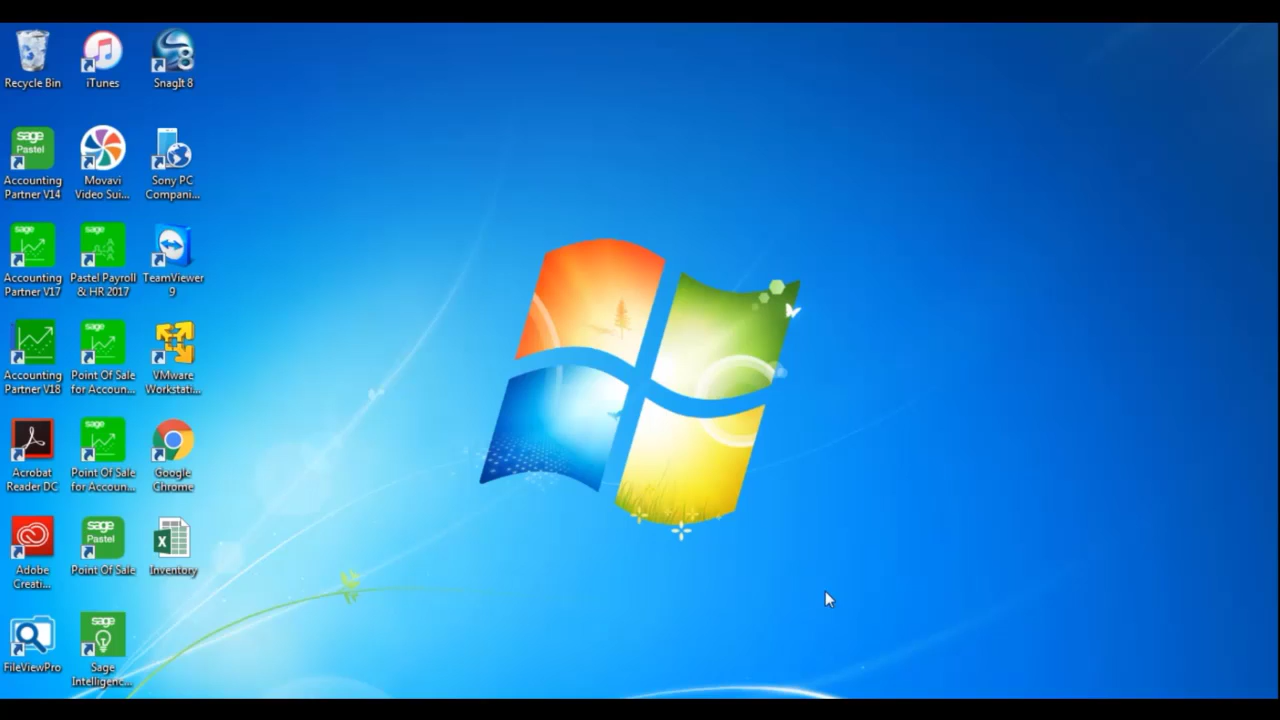 Recycle Bin
iTunes
SnagIt 8
sage
Pastel
Accounting
Partner V14
Movavi
Video Sui...
Sony PC
Compani...
sage
Accounting
Partner V17
sage
Pastel Payroll
& HR 2017
TeamViewer
9
Accounting
Partner V18
sage
Point Of Sale
for Accoun...
VMware
Workstati...
Acrobat
Reader DC
sage
Point Of Sale
for Accoun...
Google
Chrome
Adobe
Creati...
sage
Pastel
Point Of Sale
X
Inventory
FileViewPro
sage
Sage
Intelligenc...